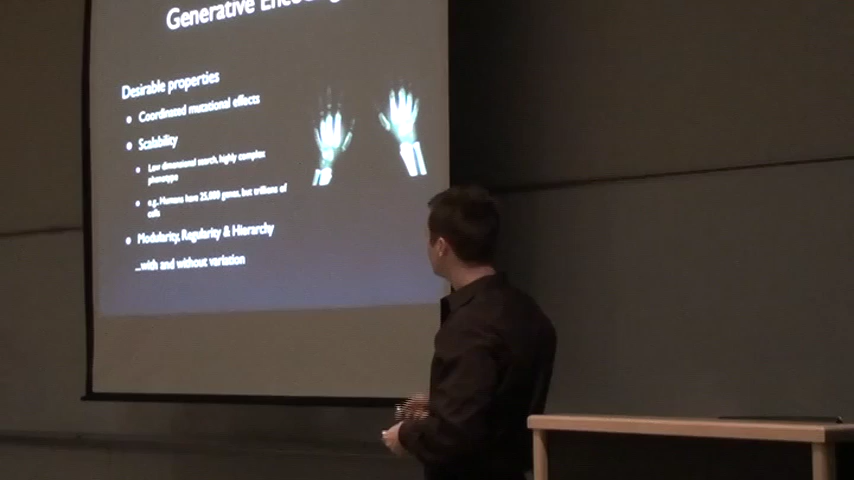 Generative Encoding
Desirable properties
• Coordinated mutational effects
• Scalability
• Low dimensional search, highly complex
phenotype
• e.g. Humans have 25,000 genes, but trillions of
cells
• Modularity, Regularity & Hierarchy
...with and without variation